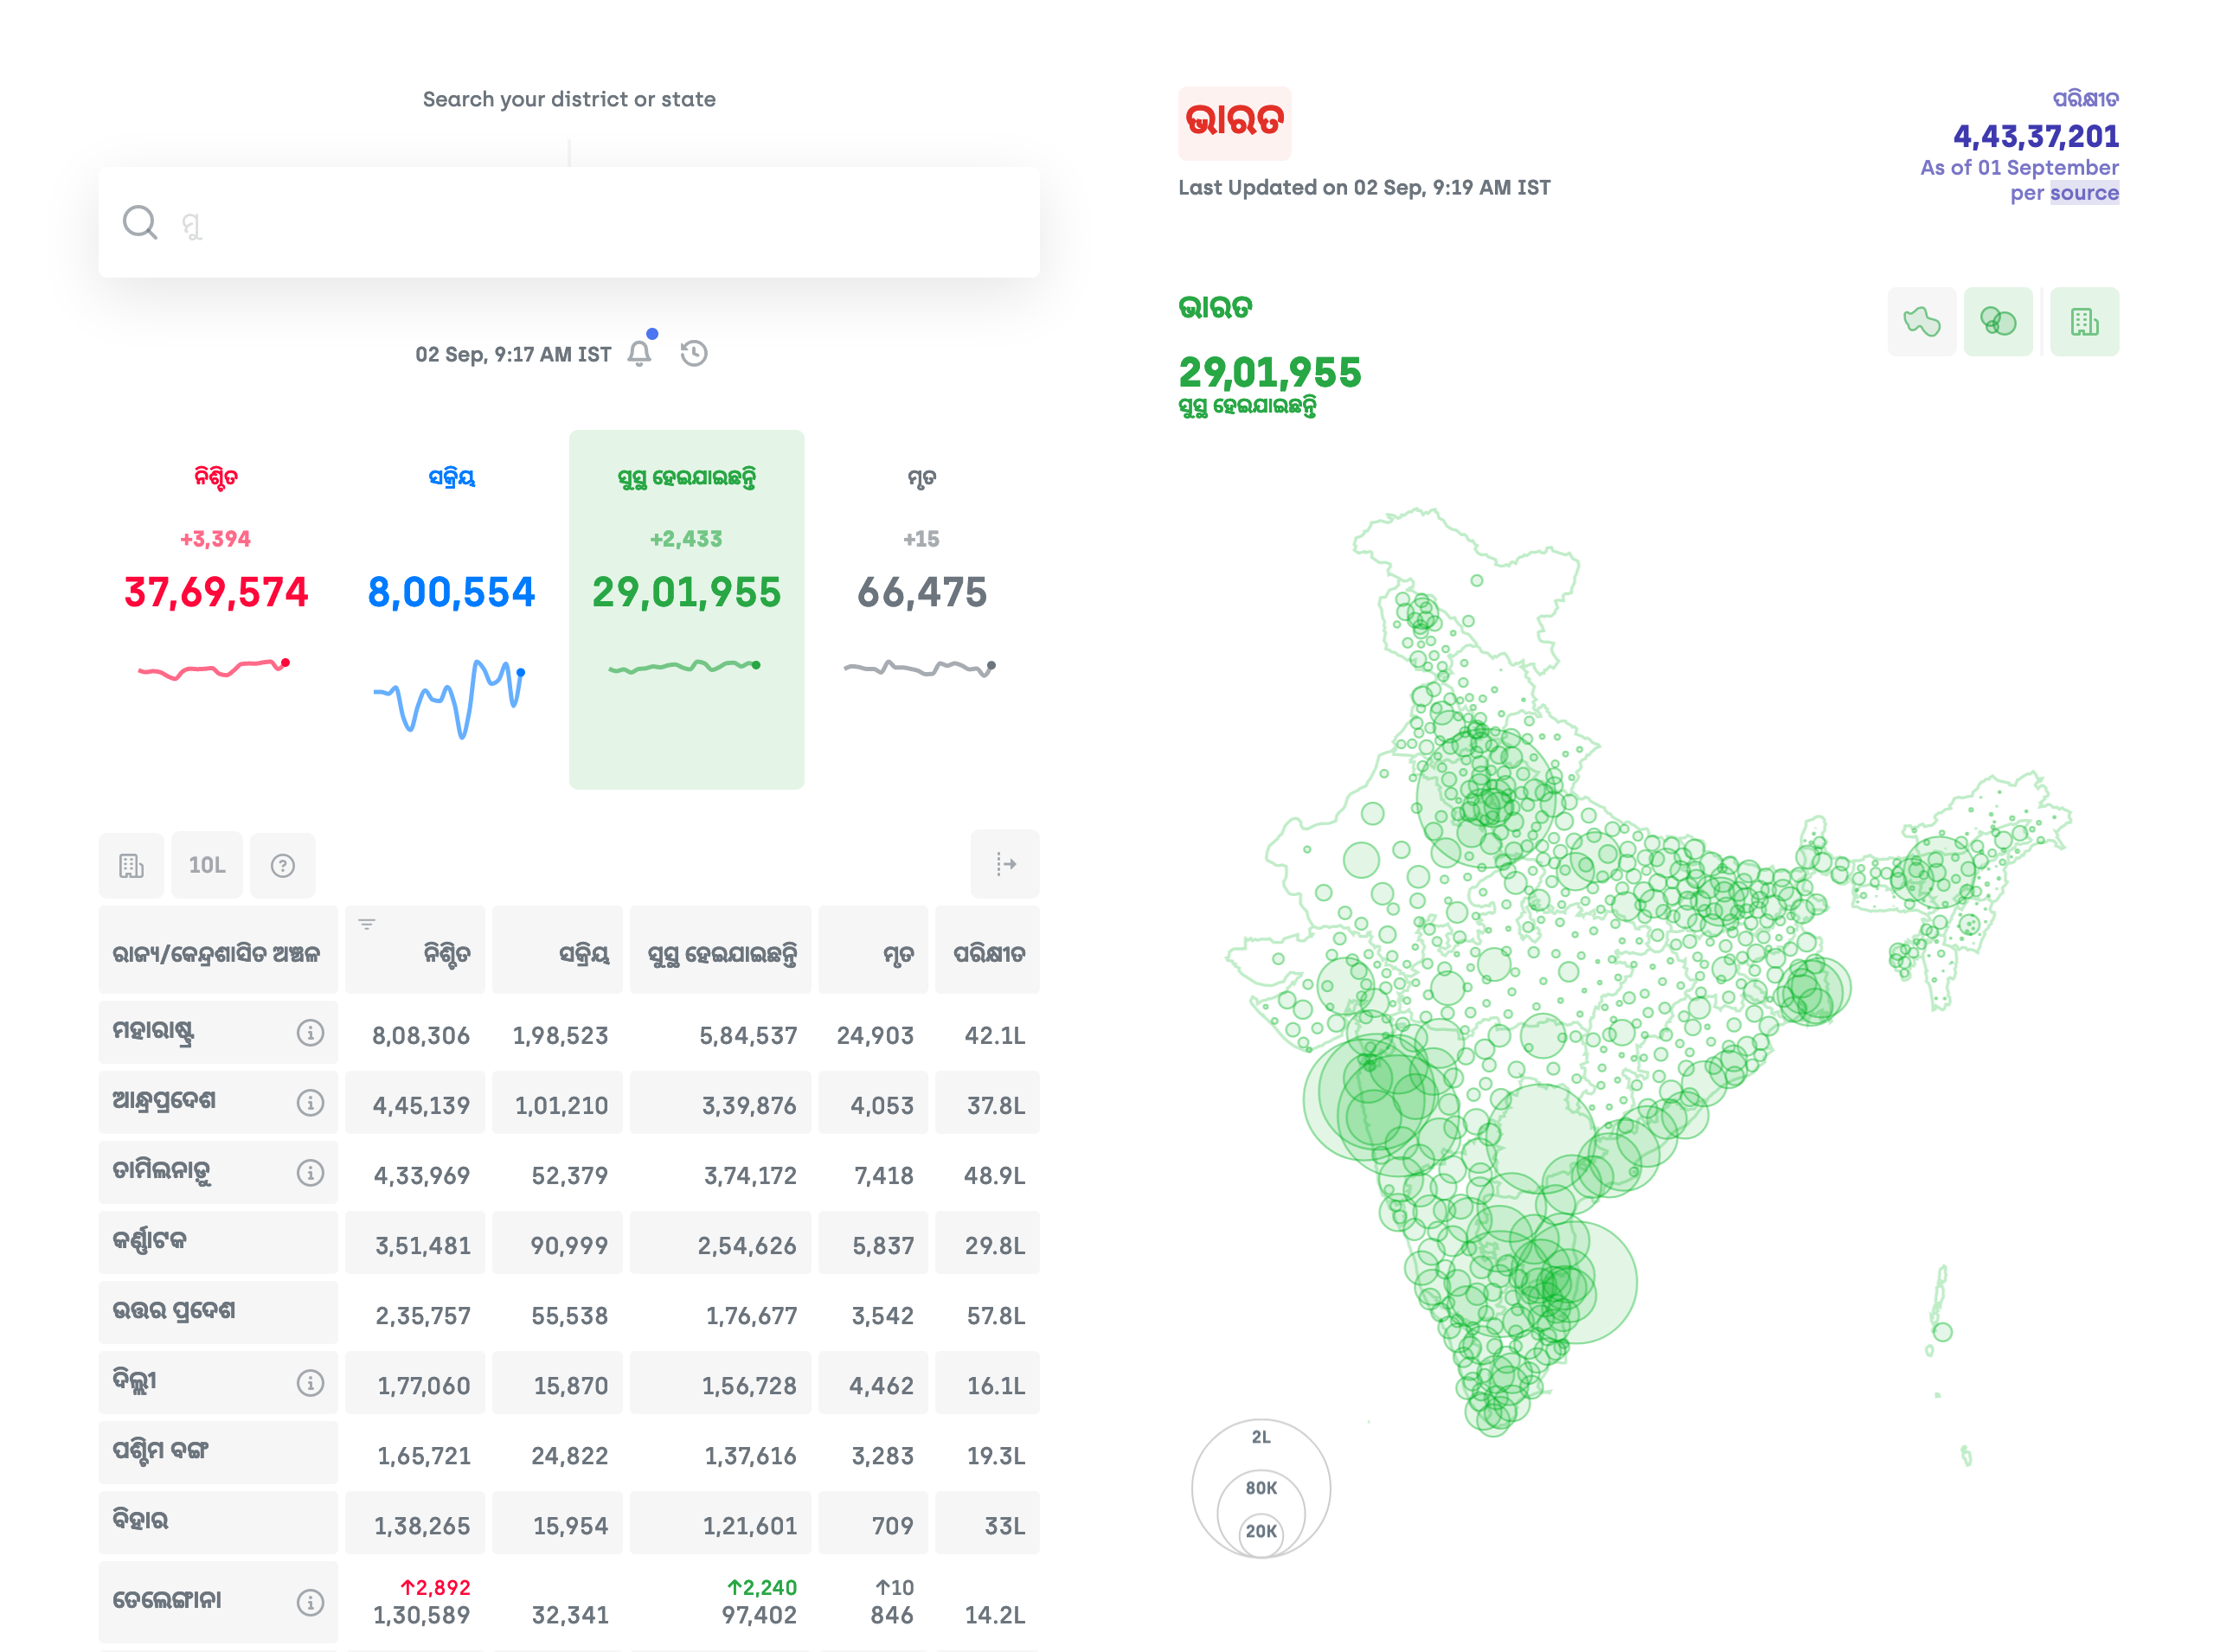 Search your district or state
ମୁ
02 Sep, 9:17 AM IST
ନିଶ୍ଚିତ ସକ୍ରିୟ ସୁସ୍ଥ ହେଇଯାଇଛନ୍ତି ମୃତ
+3,394 +2,433 +15
37,69,574 8,00,554 29,01,955 66,475
10L
ରାଜ୍ୟ/କେନ୍ଦ୍ରଶାସିତ ଅଞ୍ଚଳ ନିଶ୍ଚିତ ସକ୍ରିୟ ସୁସ୍ଥ ହେଇଯାଇଛନ୍ତି ମୃତ ପରିକ୍ଷୀତ
ମହାରାଷ୍ଟ୍ର 8,08,306 1,98,523 5,84,537 24,903 42.1L
ଆନ୍ଧ୍ରପ୍ରଦେଶ 4,45,139 1,01,210 3,39,876 4,053 37.8L
ତାମିଲନାଡୁ 4,33,969 52,379 3,74,172 7,418 48.9L
କର୍ଣ୍ଣାଟକ 3,51,481 90,999 2,54,626 5,837 29.8L
ଉତ୍ତର ପ୍ରଦେଶ 2,35,757 55,538 1,76,677 3,542 57.8L
ଦିଲ୍ଲୀ 1,77,060 15,870 1,56,728 4,462 16.1L
ପଶ୍ଚିମ ବଙ୍ଗ 1,65,721 24,822 1,37,616 3,283 19.3L
ବିହାର 1,38,265 15,954 1,21,601 709 33L
↑2,892 ↑2,240 ↑10
ତେଲେଙ୍ଗାନା 1,30,589 32,341 97,402 846 14.2L
ଭାରତ
Last Updated on 02 Sep, 9:19 AM IST
ପରିକ୍ଷୀତ
4,43,37,201
As of 01 September
per source
ଭାରତ
29,01,955
ସୁସ୍ଥ ହେଇଯାଇଛନ୍ତି
2L
80K
20K